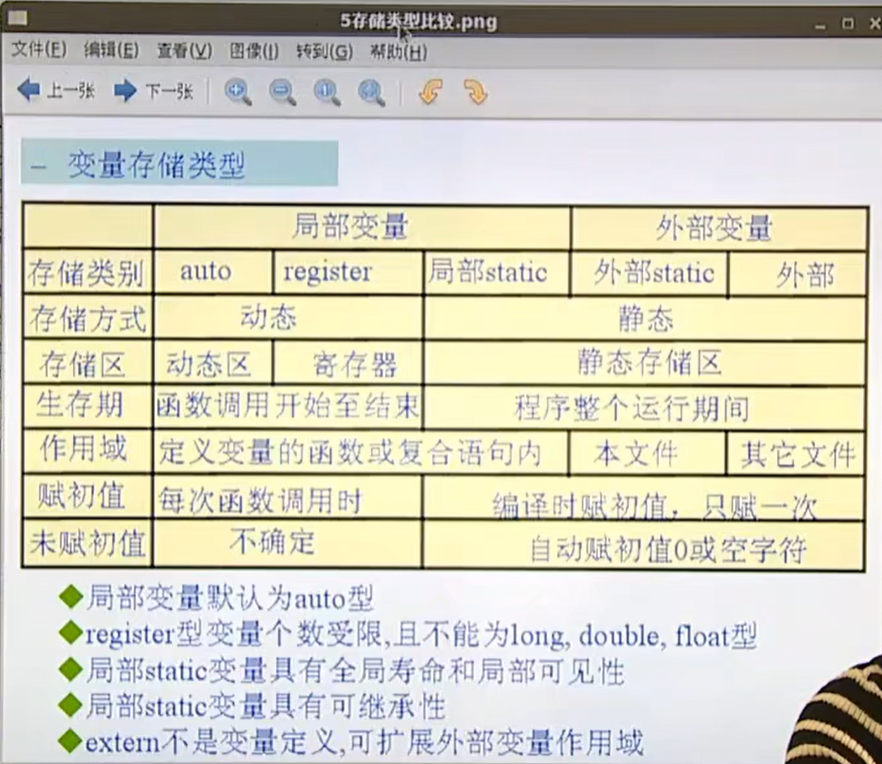 5存储类型比较.png
文件(F) 编辑(E) 查看(V) 图像(I) 转到(G) 帮助(H)
上一张 下一张
– 变量存储类型
局部变量 外部变量
存储类别 auto register 局部static 外部static 外部
存储方式 动态 静态
存储区 动态区 寄存器 静态存储区
生存期 函数调用开始至结束 程序整个运行期间
作用域 定义变量的函数或复合语句内 本文件 其它文件
赋初值 每次函数调用时 编译时赋初值，只赋一次
未赋初值 不确定 自动赋初值0或空字符
◆局部变量默认为auto型
◆register型变量个数受限,且不能为long, double, float型
◆局部static变量具有全局寿命和局部可见性
◆局部static变量具有可继承性
◆extern不是变量定义,可扩展外部变量作用域